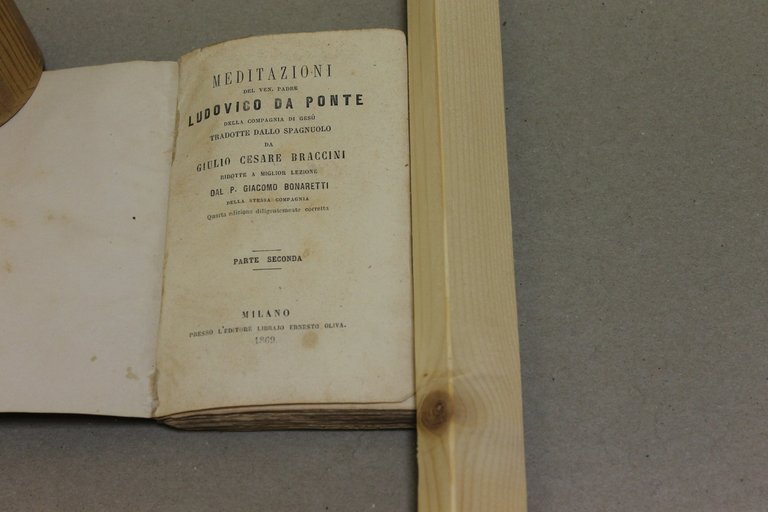 MEDITAZIONI
DEL VEN. PADRE
LUDOVICO DA PONTE
DELLA COMPAGNIA DI GESÙ
TRADOTTE DALLO SPAGNUOLO
DA
GIULIO CESARE BRACCINI
RIDOTTE A MIGLIOR LEZIONE
DAL P. GIACOMO BONARETTI
DELLA STESSA COMPAGNIA
Quarta edizione diligentemente corretta
PARTE SECONDA
MILANO
PRESSO L'EDITORE LIBRAJO ERNESTO OLIVA.
1869